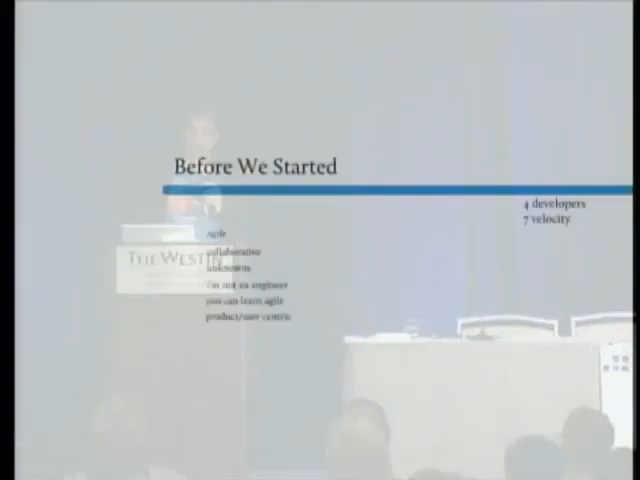 Before We Started
4 developers
7 velocity
agile
collaborative
THE WESTIN
unknowns
i'm not an engineer
you can learn agile
product/user centric